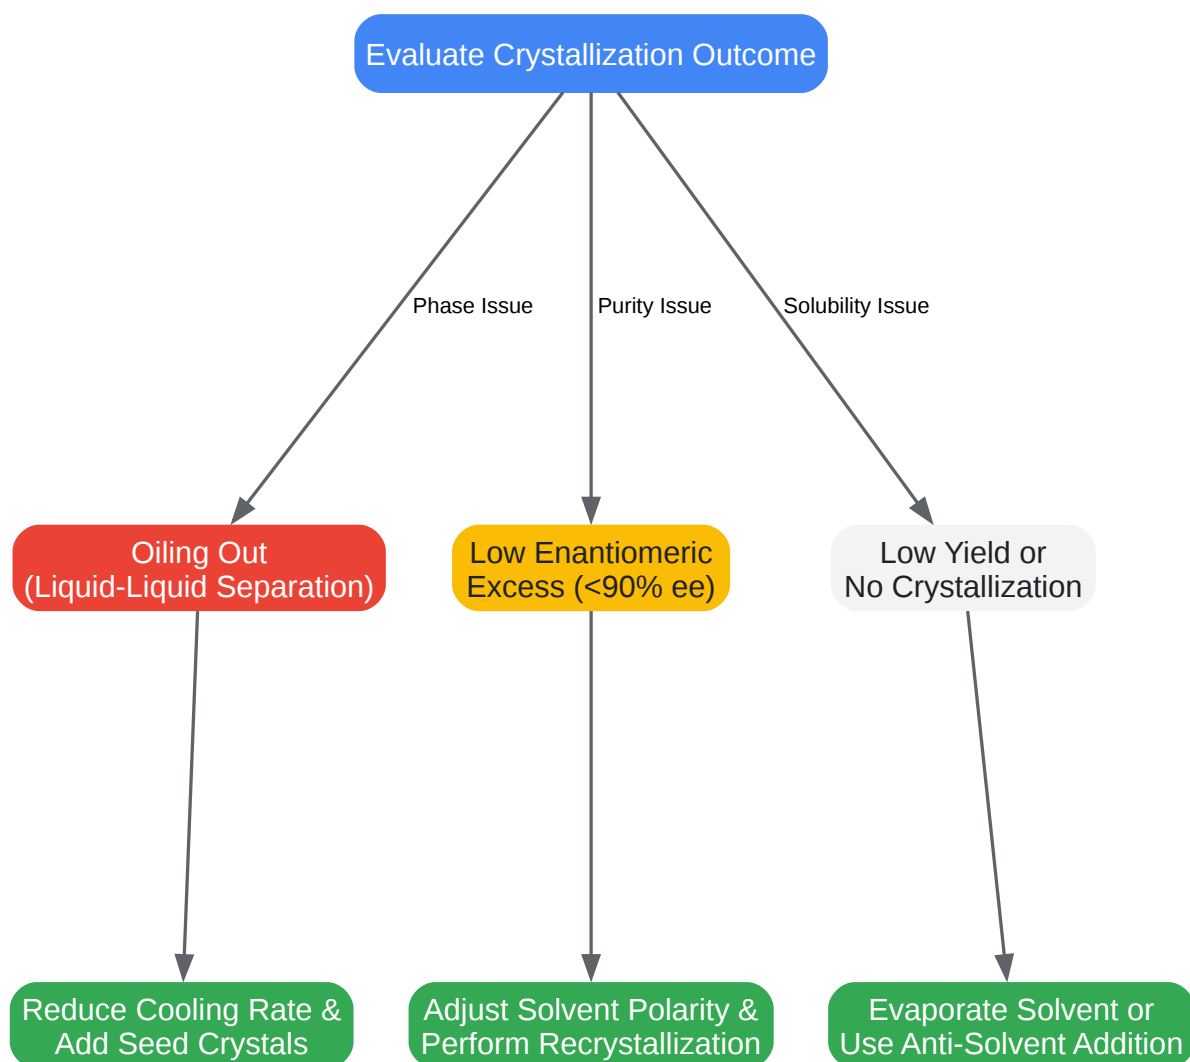 Evaluate Crystallization Outcome
Phase Issue
Purity Issue
Solubility Issue
Oiling Out
(Liquid-Liquid Separation)
Low Enantiomeric
Excess (<90% ee)
Low Yield or
No Crystallization
Reduce Cooling Rate &
Add Seed Crystals
Adjust Solvent Polarity &
Perform Recrystallization
Evaporate Solvent or
Use Anti-Solvent Addition